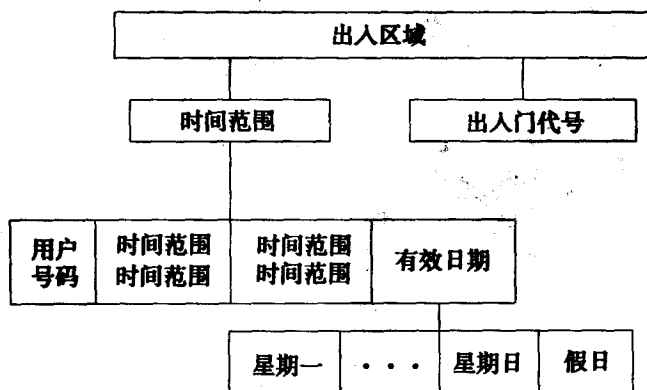 出入区域
时间范围
出入门代号
用户
号码
时间范围
时间范围
时间范围
时间范围
有效日期
星期一
···
星期日
假日